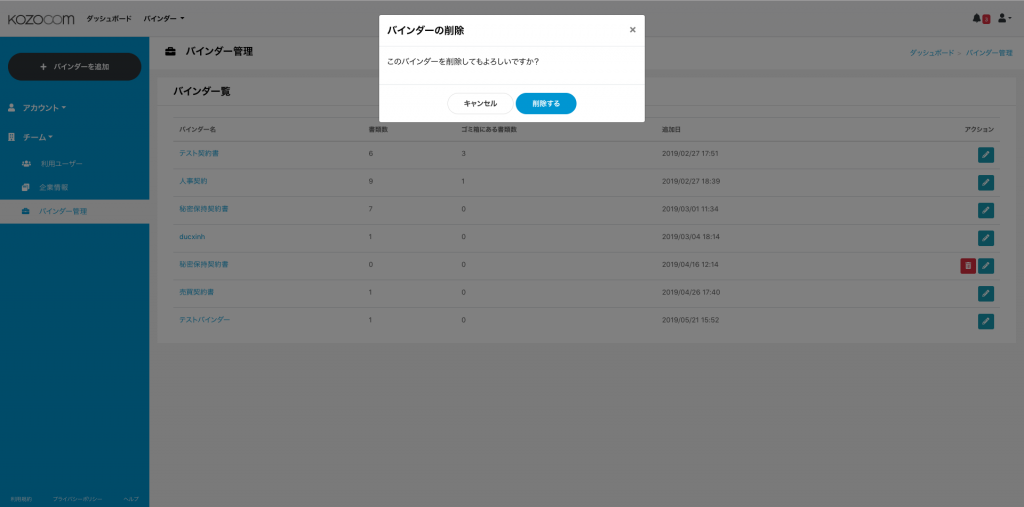 KOZOCOM ダッシュボード バインダー
3
+ バインダーを追加
アカウント
チーム
利用ユーザー
企業情報
バインダー管理
バインダー管理
ダッシュボード > バインダー管理
バインダーの削除 ×
このバインダーを削除してもよろしいですか?
キャンセル 削除する
バインダ一覧
バインダー名 書類数 ゴミ箱にある書類数 追加日 アクション
テスト契約書 6 3 2019/02/27 17:51
人事契約 9 1 2019/02/27 18:39
秘密保持契約書 7 0 2019/03/01 11:34
ducsinh 1 0 2019/03/04 18:14
秘密保持契約書 0 0 2019/04/16 12:14
売買契約書 1 0 2019/04/26 17:40
テストバインダー 1 0 2019/05/21 15:52
利用規約 プライバシーポリシー ヘルプ